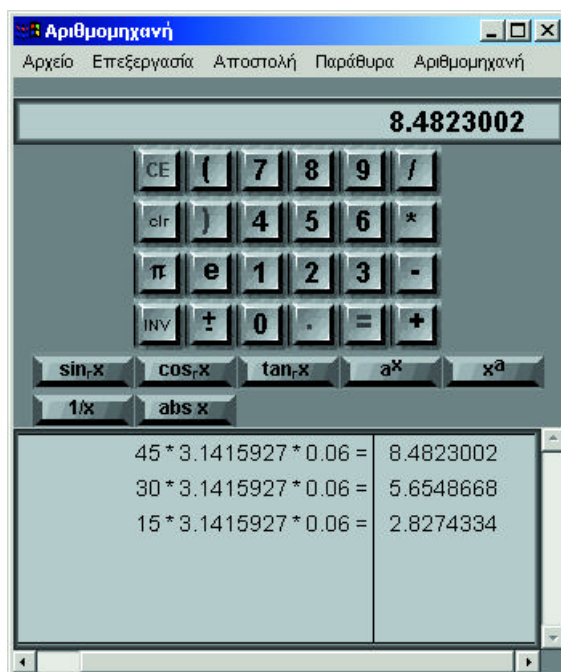 Αριθμομηχανή
Αρχείο Επεξεργασία Αποστολή Παράθυρα Αριθμομηχανή
8.4823002
CE ( 7 8 9 /
clr ) 4 5 6 *
π e 1 2 3 -
INV ± 0 . = +
sinᵣx cosᵣx tanᵣx aˣ xᵃ
1/x abs x
45 * 3.1415927 * 0.06 = 8.4823002
30 * 3.1415927 * 0.06 = 5.6548668
15 * 3.1415927 * 0.06 = 2.8274334